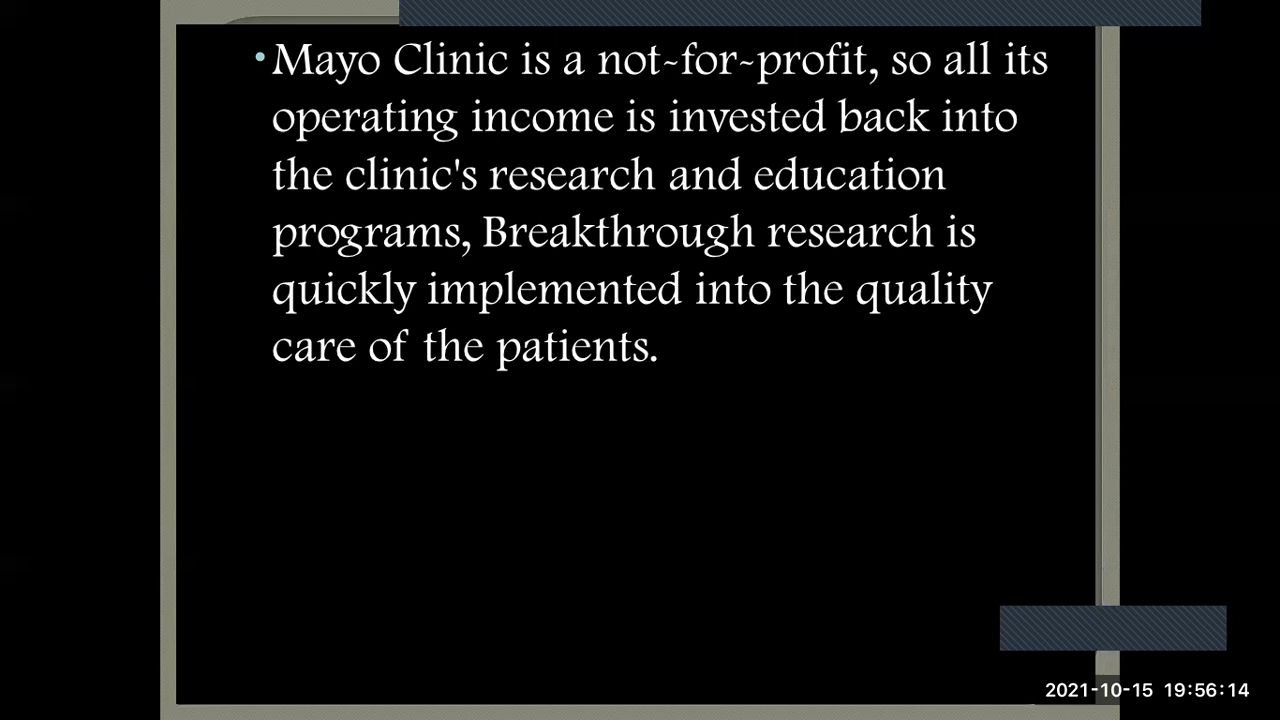 •Mayo Clinic is a not-for-profit, so all its
operating income is invested back into
the clinic's research and education
programs, Breakthrough research is
quickly implemented into the quality
care of the patients.
2021-10-15 19:56:14